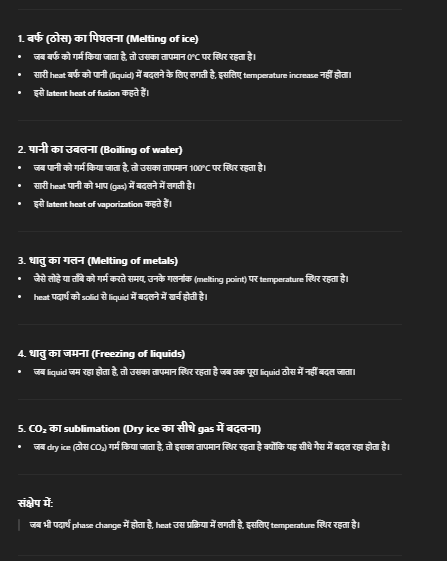 1. बर्फ (ठोस) का पिघलना (Melting of ice)
• जब बर्फ को गर्म किया जाता है, तो उसका तापमान 0°C पर स्थिर रहता है।
• सारी heat बर्फ को पानी (liquid) में बदलने के लिए लगती है, इसलिए temperature increase नहीं होता।
• इसे latent heat of fusion कहते हैं।
2. पानी का उबलना (Boiling of water)
• जब पानी को गर्म किया जाता है, तो उसका तापमान 100°C पर स्थिर रहता है।
• सारी heat पानी को भाप (gas) में बदलने में लगती है।
• इसे latent heat of vaporization कहते हैं।
3. धातु का गलन (Melting of metals)
• जैसे लोहे या ताँबे को गर्म करते समय, उनके गलनांक (melting point) पर temperature स्थिर रहता है।
• heat पदार्थ को solid से liquid में बदलने में खर्च होती है।
4. धातु का जमना (Freezing of liquids)
• जब liquid जम रहा होता है, तो उसका तापमान स्थिर रहता है जब तक पूरा liquid ठोस में नहीं बदल जाता।
5. CO₂ का sublimation (Dry ice का सीधे gas में बदलना)
• जब dry ice (ठोस CO₂) गर्म किया जाता है, तो इसका तापमान स्थिर रहता है क्योंकि यह सीधे गैस में बदल रहा होता है।
संक्षेप में:
जब भी पदार्थ phase change में होता है, heat उस प्रक्रिया में लगती है, इसलिए temperature स्थिर रहता है।